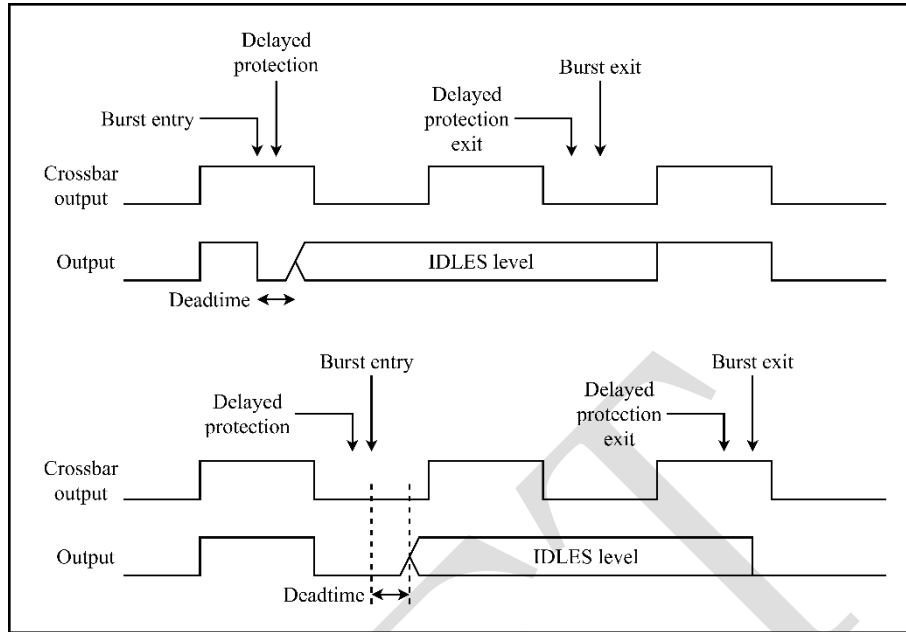 Delayed
protection
Burst exit
Burst entry
Delayed
protection
exit
Crossbar
output
Output
IDLES level
Deadtime
Burst entry
Burst exit
Delayed
protection
Delayed
protection
exit
Crossbar
output
Output
IDLES level
Deadtime